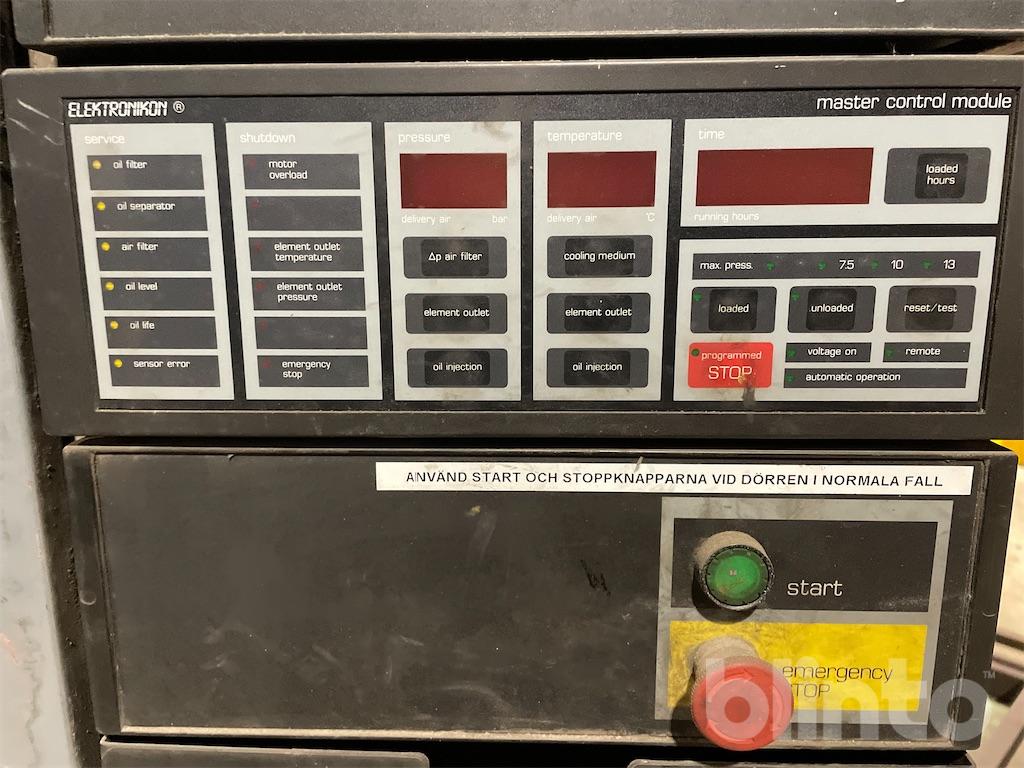 ELEKTRONIKON ®
master control module
service
oil filter
oil separator
air filter
oil level
oil life
sensor error
shutdown
motor
overload
element outlet
temperature
element outlet
pressure
emergency
stop
pressure
delivery air bar
Δp air filter
element outlet
oil injection
temperature
delivery air °C
cooling medium
element outlet
oil injection
time
running hours
loaded
hours
max. press. 7.5 10 13
loaded
unloaded
reset/test
programmed
STOP
voltage on
remote
automatic operation
ANVÄND START OCH STOPPKNAPPARNA VID DÖRREN I NORMALA FALL
start
emergency
STOP
blinto™